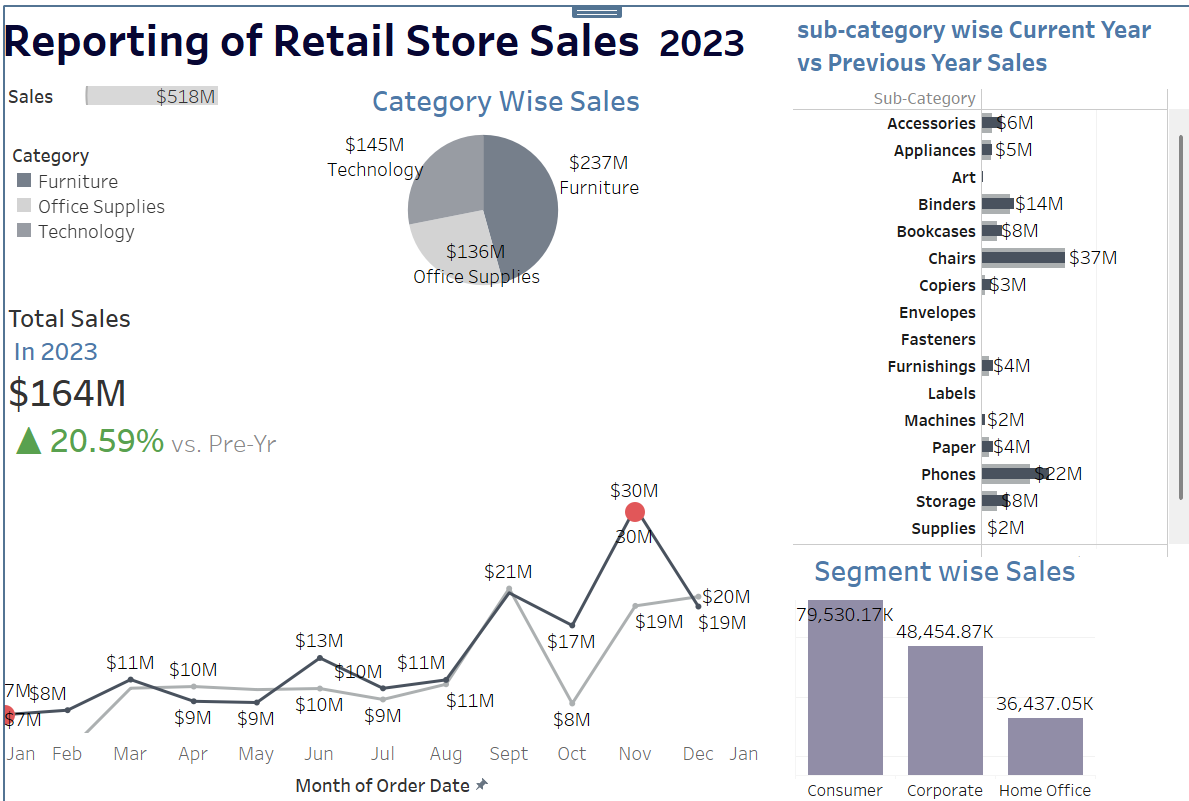 Reporting of Retail Store Sales 2023
Sales $518M
Category
Furniture
Office Supplies
Technology
Category Wise Sales
$145M
Technology
$237M
Furniture
$136M
Office Supplies
Total Sales
In 2023
$164M
▲ 20.59% vs. Pre-Yr
$30M
30M
$21M
$20M
$19M
$19M
$17M
$13M
$11M
$10M
$10M
$11M
7M
$8M
$7M
$9M
$9M
$10M
$9M
$11M
$8M
Jan Feb Mar Apr May Jun Jul Aug Sept Oct Nov Dec Jan
Month of Order Date
sub-category wise Current Year
vs Previous Year Sales
Sub-Category
Accessories $6M
Appliances $5M
Art
Binders $14M
Bookcases $8M
Chairs $37M
Copiers $3M
Envelopes
Fasteners
Furnishings $4M
Labels
Machines $2M
Paper $4M
Phones $22M
Storage $8M
Supplies $2M
Segment wise Sales
79,530.17K
48,454.87K
36,437.05K
Consumer Corporate Home Office